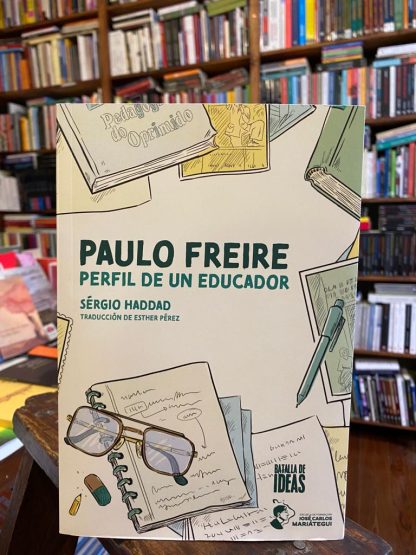 Pedagogia
do Oprimido
PAULO FREIRE
PERFIL DE UN EDUCADOR
SÉRGIO HADDAD
TRADUCCIÓN DE ESTHER PÉREZ
BATALLA DE
IDEAS
JOSÉ CARLOS
MARIÁTEGUI